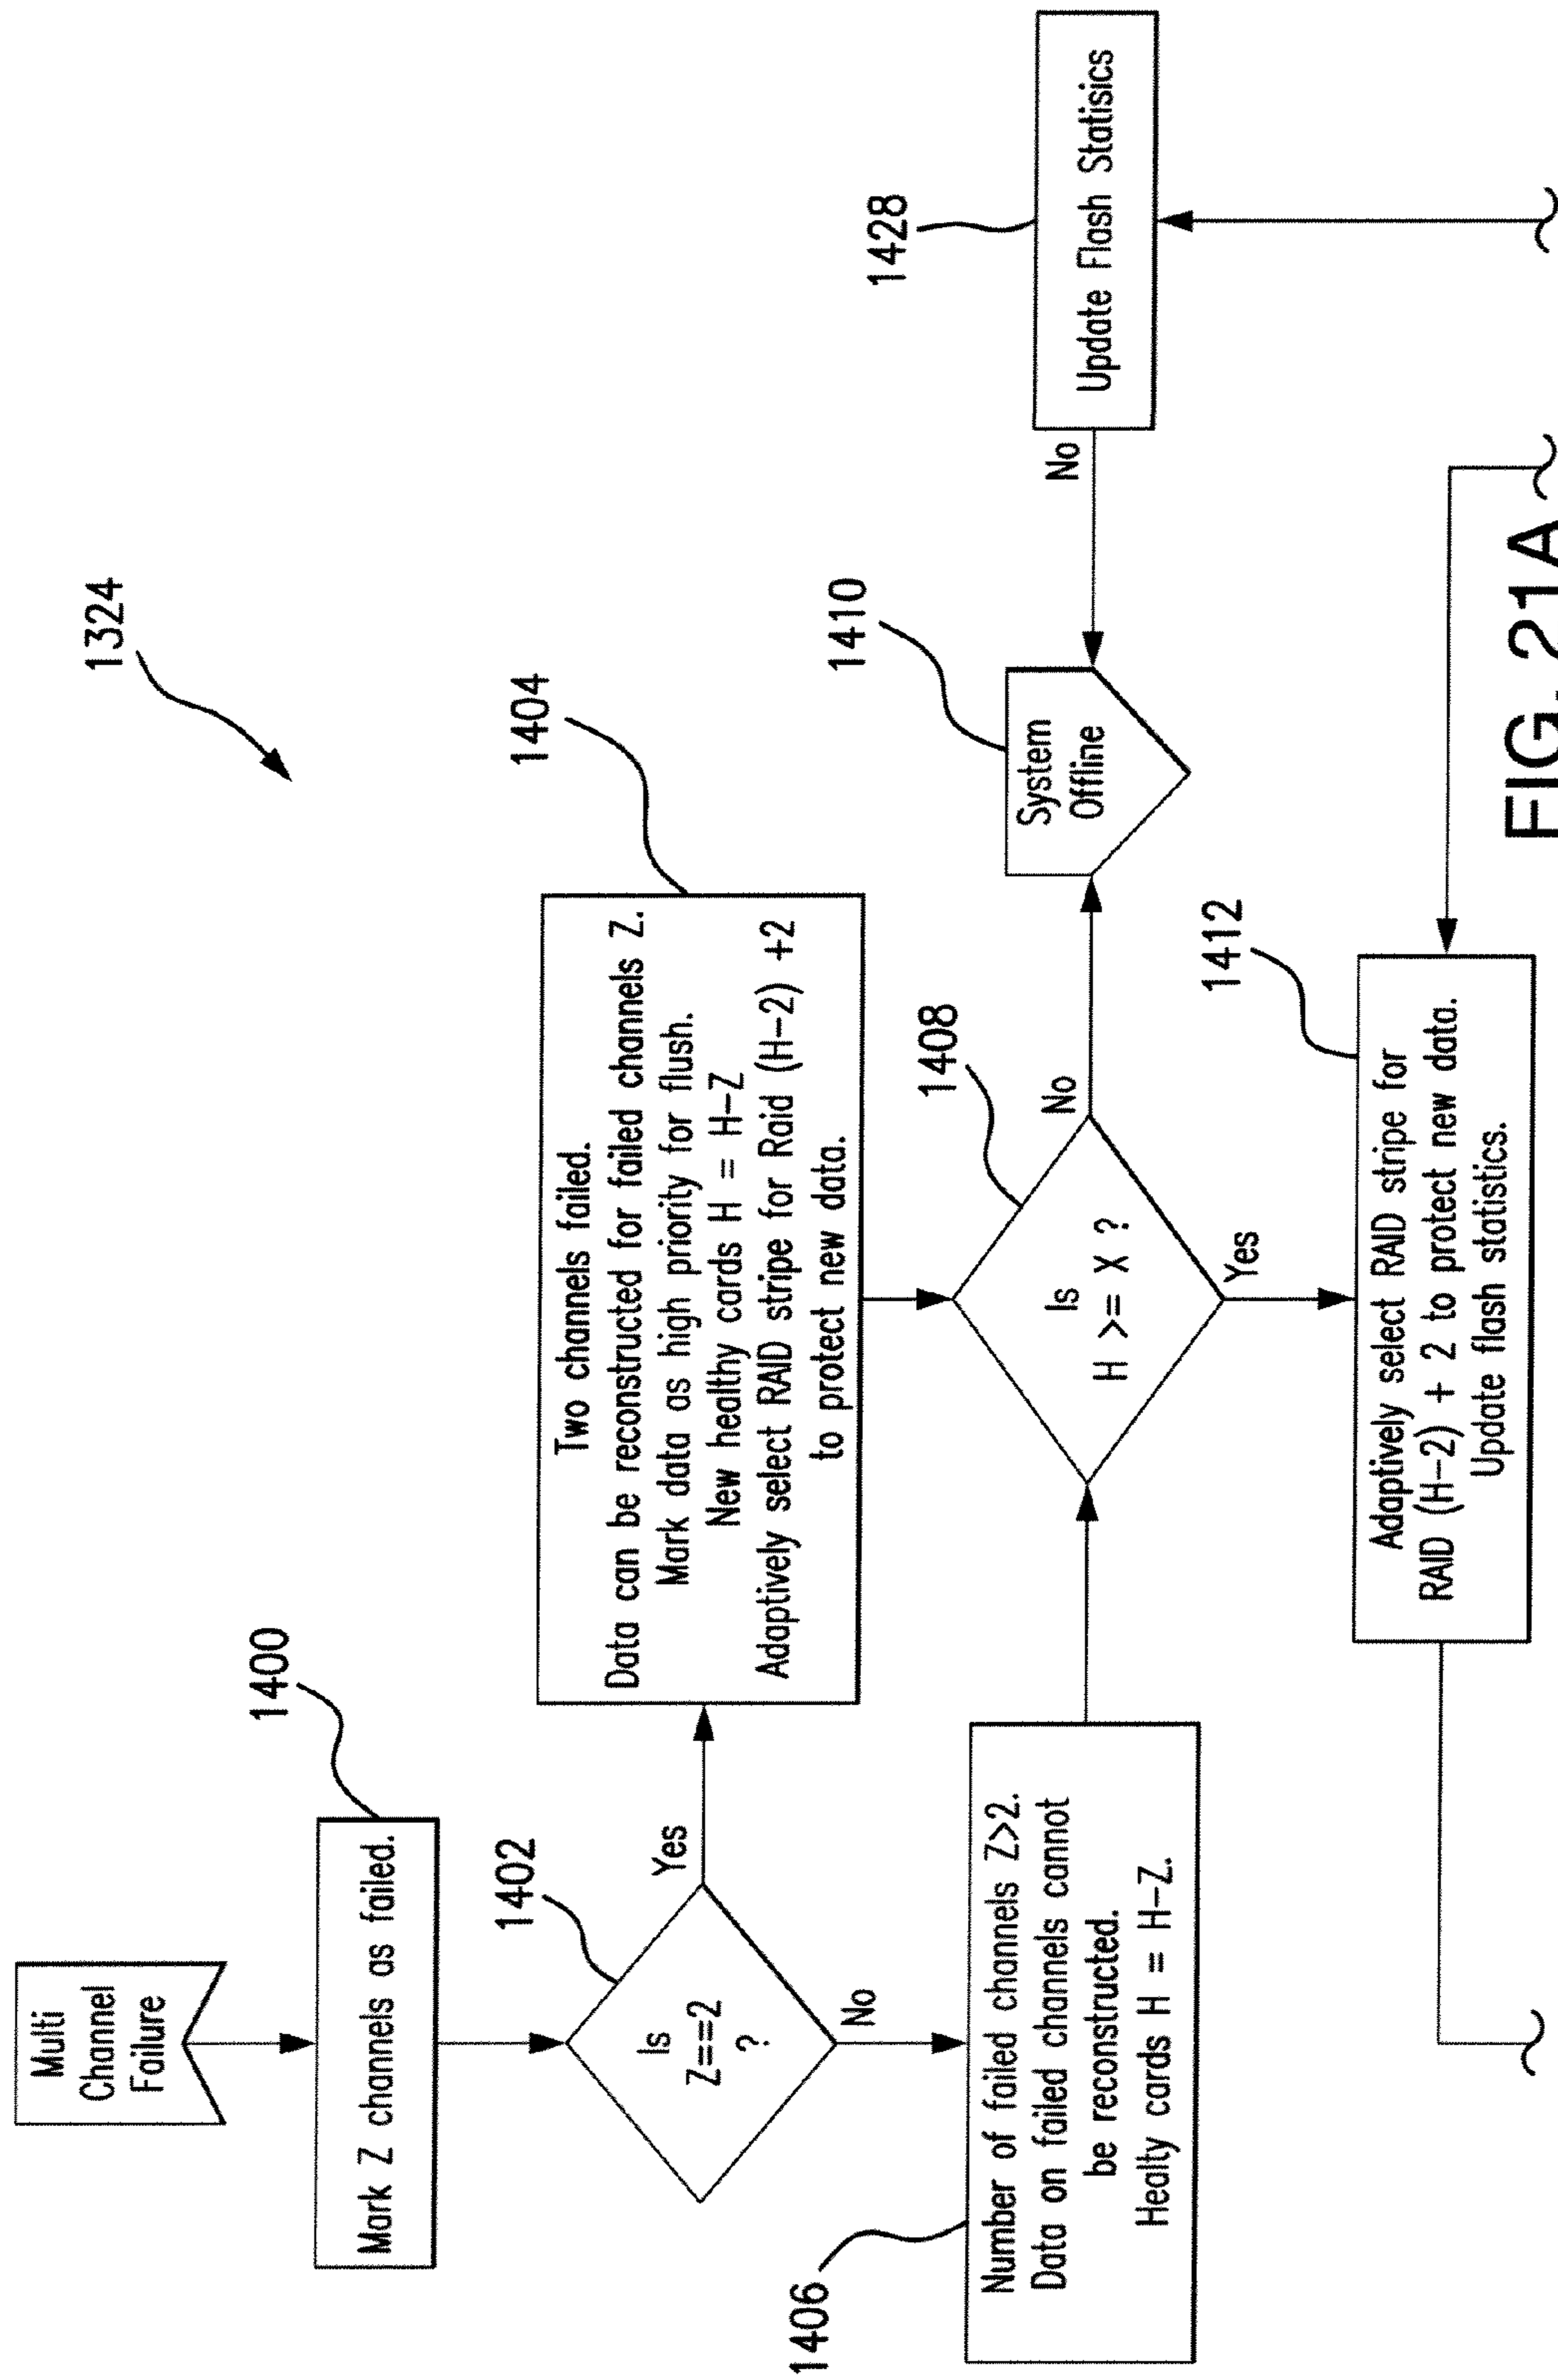 1324
Multi
Channel
Failure
1400
Mark Z channels as failed.
1402
Is
Z==2
?
Yes
No
1404
Two channels failed.
Data can be reconstructed for failed channels Z.
Mark data as high priority for flush.
New healthy cards H = H-Z
Adaptively select RAID stripe for Raid (H-2) +2
to protect new data.
1406
Number of failed channels Z>2.
Data on failed channels cannot
be reconstructed.
Healty cards H = H-Z.
1408
Is
H >= X ?
No
Yes
1410
System
Offline
No
1428
Update Flash Statisics
1412
Adaptively select RAID stripe for
RAID (H-2) + 2 to protect new data.
Update flash statistics.
FIG. 21A